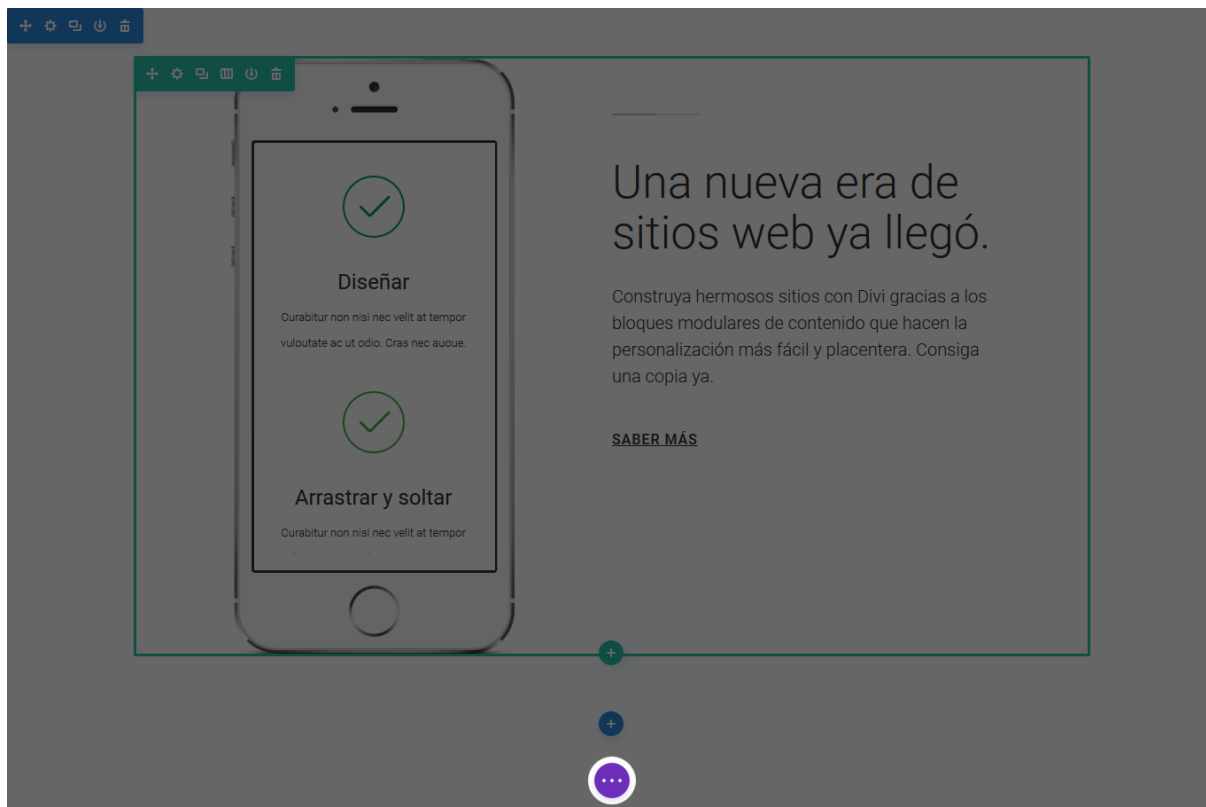 Diseñar
Curabitur non nisi nec velit at tempor
vulputate ac ut odio. Cras nec augue.
Arrastrar y soltar
Curabitur non nisi nec velit at tempor
Una nueva era de
sitios web ya llegó.
Construya hermosos sitios con Divi gracias a los
bloques modulares de contenido que hacen la
personalización más fácil y placentera. Consiga
una copia ya.
SABER MÁS